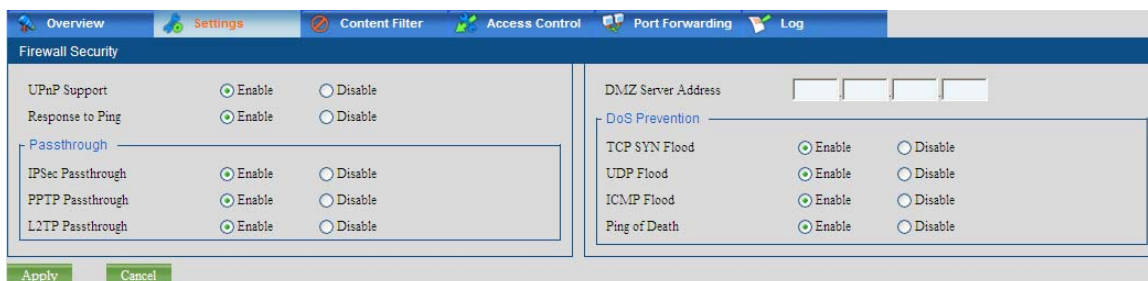 Overview Settings Content Filter Access Control Port Forwarding Log
Firewall Security
UPnP Support Enable Disable
Response to Ping Enable Disable
Passthrough
IPSec Passthrough Enable Disable
PPTP Passthrough Enable Disable
L2TP Passthrough Enable Disable
DMZ Server Address . . .
DoS Prevention
TCP SYN Flood Enable Disable
UDP Flood Enable Disable
ICMP Flood Enable Disable
Ping of Death Enable Disable
Apply Cancel